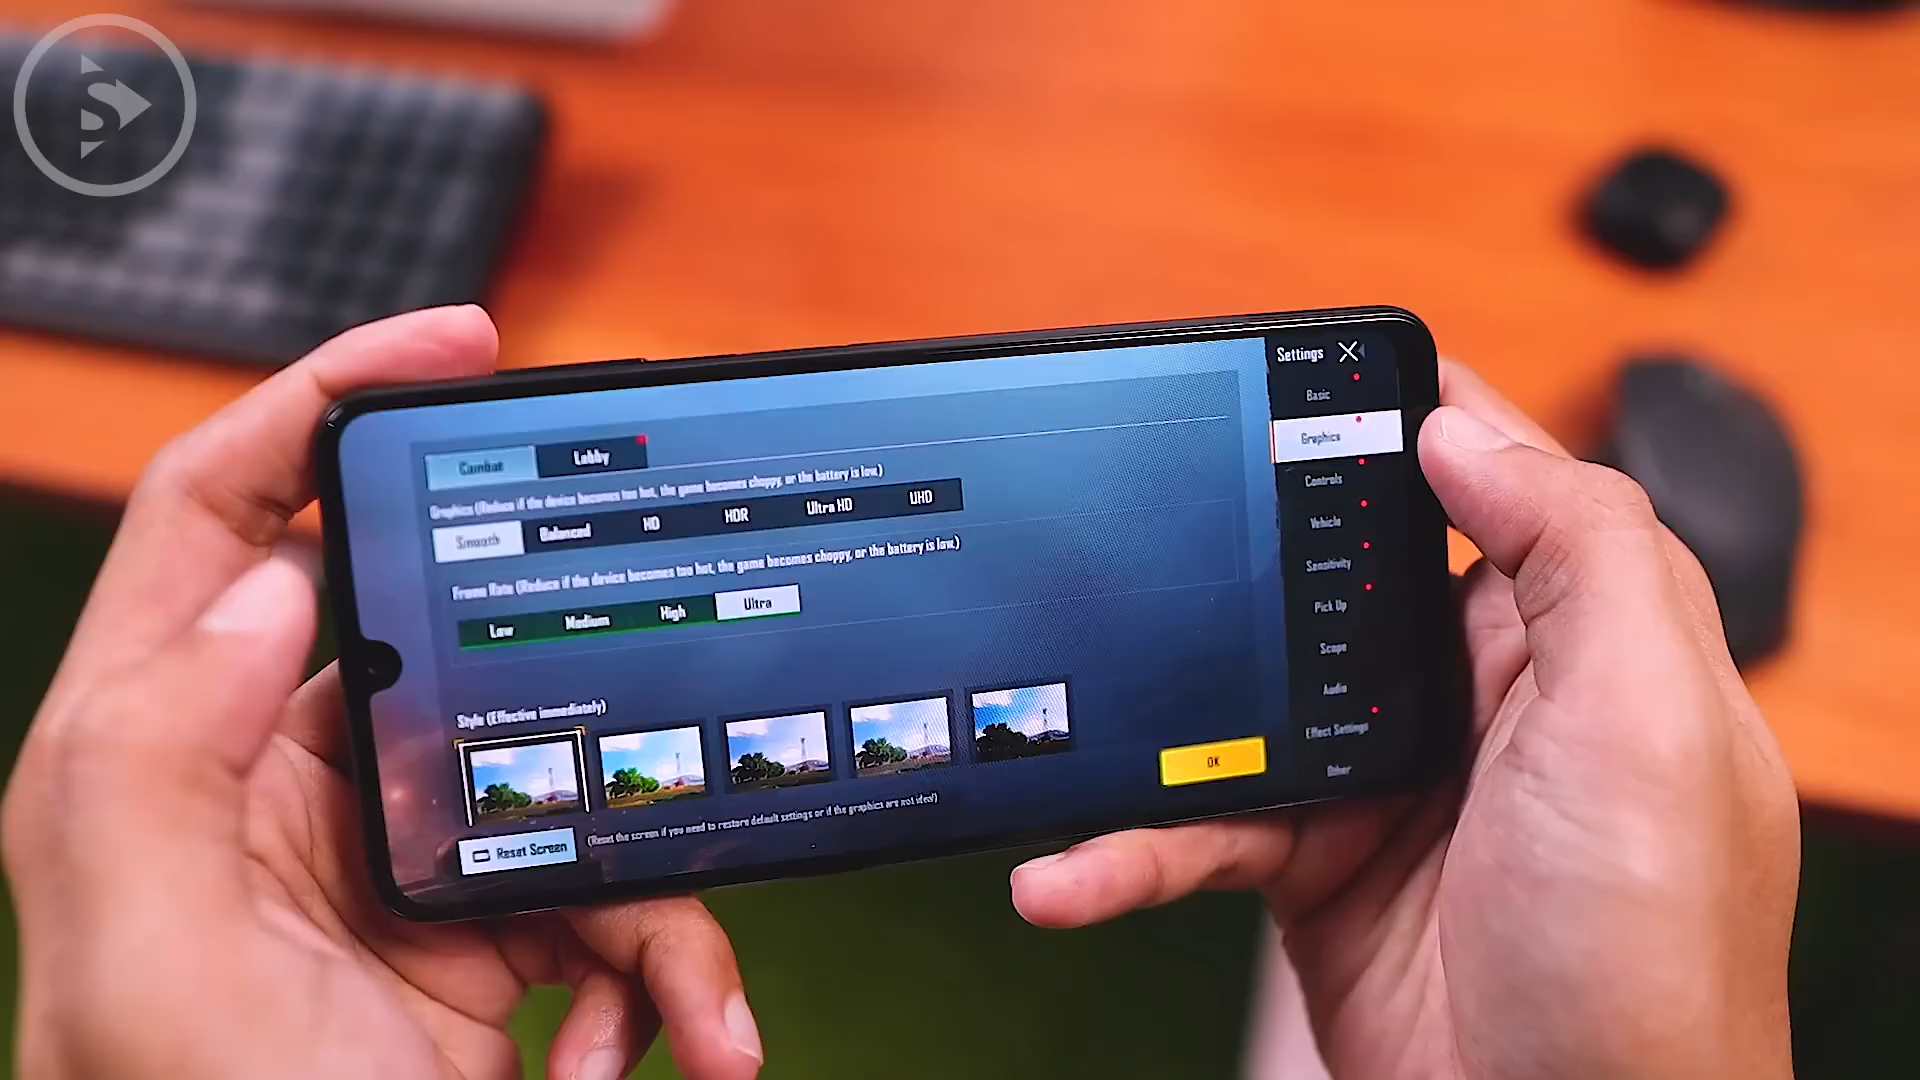 S
Settings
Basic
Graphics
Controls
Vehicle
Sensitivity
Pick Up
Scope
Audio
Effect Settings
Other
Combat Lobby
Graphics (Reduce if the device becomes too hot, the game becomes choppy, or the battery is low.)
Smooth Balanced HD HDR Ultra HD UHD
Frame Rate (Reduce if the device becomes too hot, the game becomes choppy, or the battery is low.)
Low Medium High Ultra
Style (Effective immediately)
OK
Reset Screen (Reset the screen if you need to restore default settings or if the graphics are not ideal)